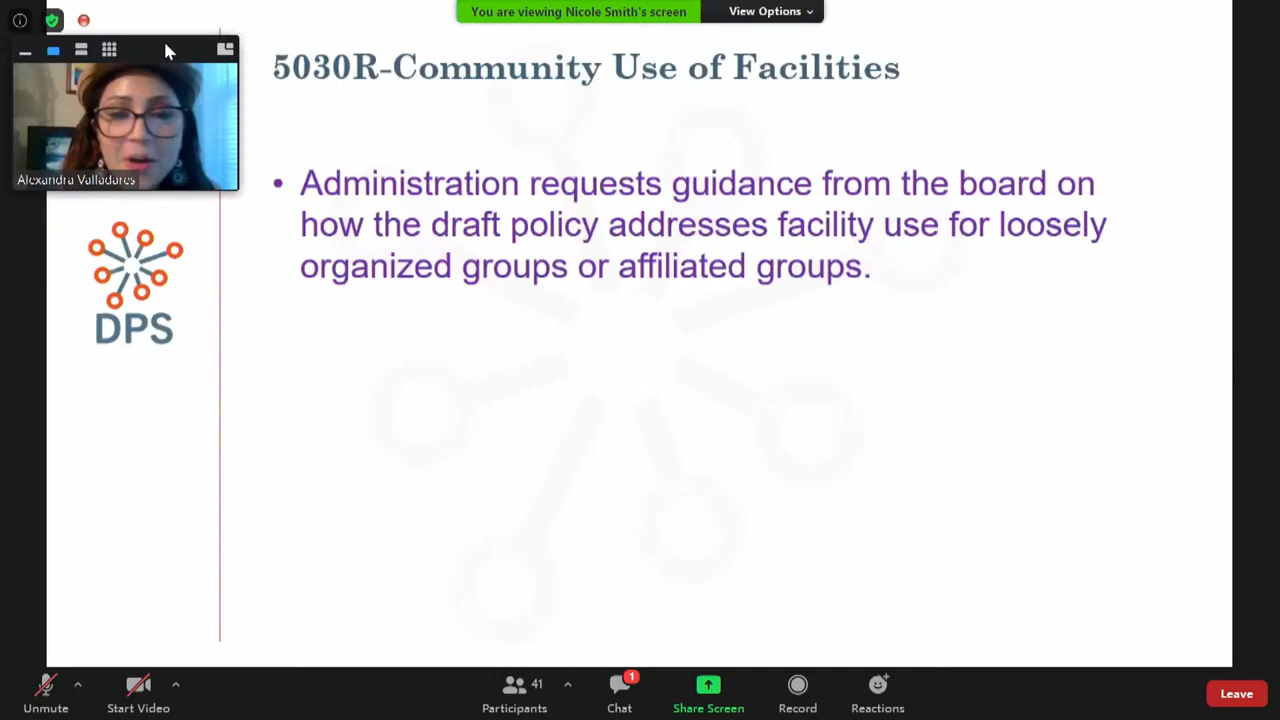 You are viewing Nicole Smith's screen
View Options
5030R-Community Use of Facilities
Alexandra Valladares
• Administration requests guidance from the board on
how the draft policy addresses facility use for loosely
organized groups or affiliated groups.
DPS
Unmute
Start Video
41
Participants
1
Chat
Share Screen
Record
Reactions
Leave